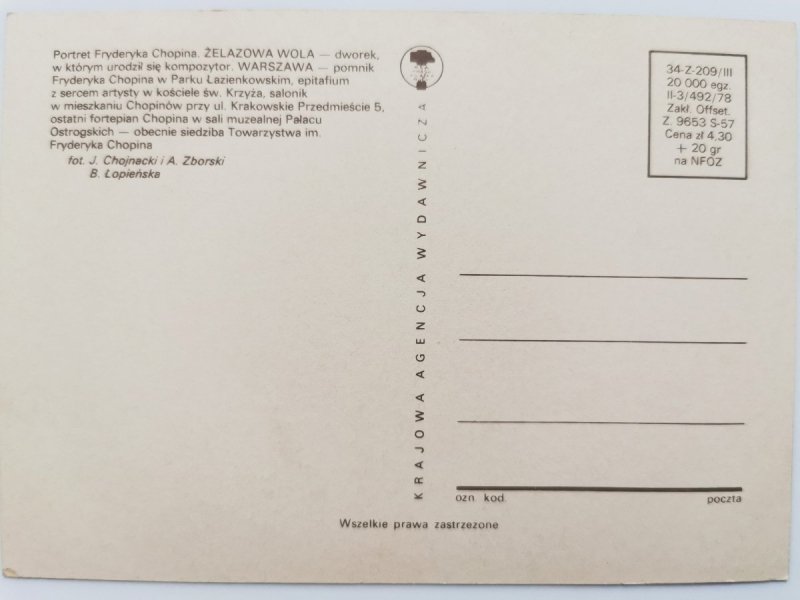 Portret Fryderyka Chopina. ŻELAZOWA WOLA — dworek,
w którym urodził się kompozytor. WARSZAWA — pomnik
Fryderyka Chopina w Parku Łazienkowskim, epitafium
z sercem artysty w kościele św. Krzyża, salonik
w mieszkaniu Chopinów przy ul. Krakowskie Przedmieście 5,
ostatni fortepian Chopina w sali muzealnej Pałacu
Ostrogskich — obecnie siedziba Towarzystwa im.
Fryderyka Chopina
fot. J. Chojnacki i A. Zborski
B. Łopieńska
KRAJOWA AGENCJA WYDAWNICZA
34-Z-209/III
20 000 egz.
II-3/492/78
Zakł. Offset.
Z. 9653 S-57
Cena zł 4,30
+ 20 gr
na NFOZ
ozn. kod. poczta
Wszelkie prawa zastrzeżone